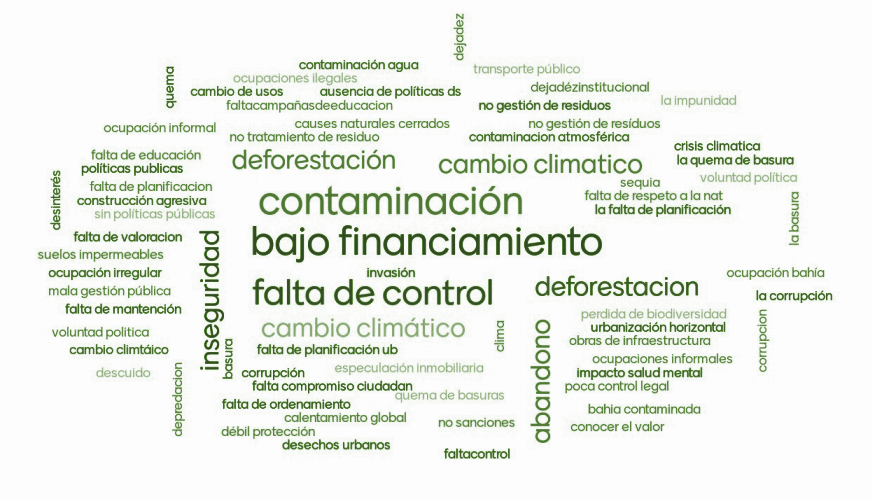 dejadez
contaminación agua
transporte público
quema
ocupaciones ilegales
cambio de usos
ausencia de políticas ds
dejadézinstitucional
faltacampañasdeeducacion
no gestión de residuos
la impunidad
ocupación informal
causes naturales cerrados
no gestión de resíduos
no tratamiento de residuo
contaminacion atmosférica
falta de educación
deforestación
cambio climatico
crisis climatica
la quema de basura
políticas publicas
desinterés
falta de planificacion
sequia
voluntad política
construcción agresiva
contaminación
falta de respeto a la nat
sin políticas públicas
la falta de planificación
la basura
falta de valoracion
inseguridad
bajo financiamiento
suelos impermeables
ocupación irregular
invasión
ocupación bahía
mala gestión pública
falta de control
deforestacion
la corrupción
falta de mantención
perdida de biodiversidad
voluntad politica
cambio climático
clima
urbanización horizontal
corrupcion
obras de infraestructura
cambio climtáico
basura
falta de planificación ub
abandono
ocupaciones informales
descuido
corrupción
especulación inmobiliaria
impacto salud mental
depredacion
falta compromiso ciudadan
poca control legal
quema de basuras
falta de ordenamiento
bahia contaminada
calentamiento global
no sanciones
conocer el valor
débil protección
desechos urbanos
faltacontrol